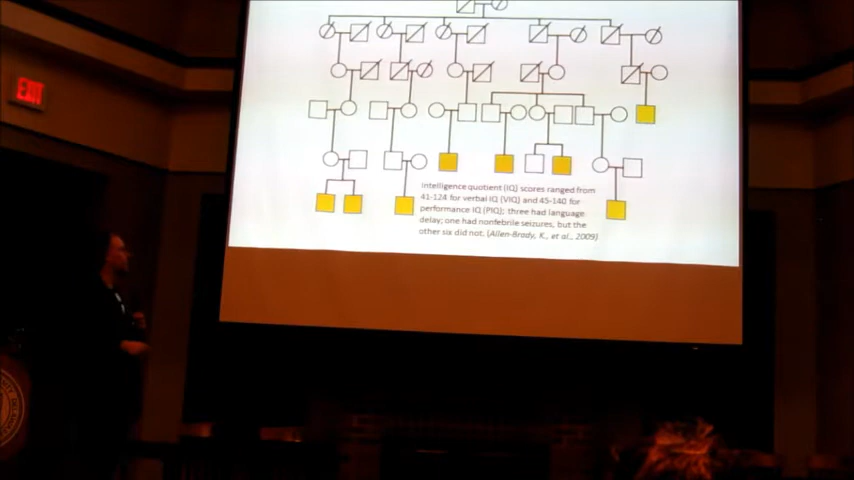 EXIT
Intelligence quotient (IQ) scores ranged from
41-124 for verbal IQ (VIQ) and 45-140 for
performance IQ (PIQ); three had language
delay; one had nonfebrile seizures, but the
other six did not. (Allen-Brady, K., et al., 2009)